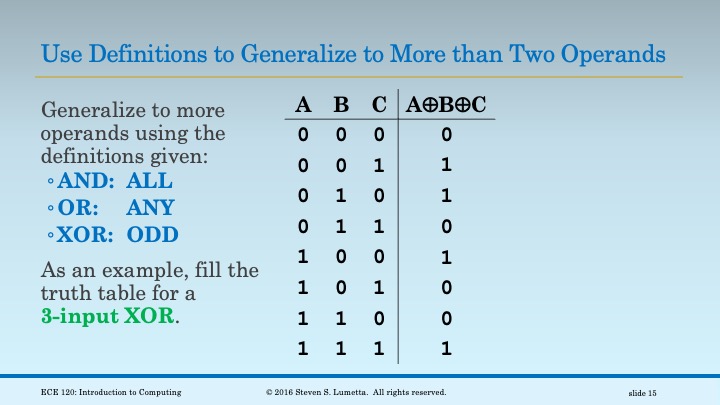 Use Definitions to Generalize to More than Two Operands
Generalize to more
operands using the
definitions given:
◦AND: ALL
◦OR: ANY
◦XOR: ODD
As an example, fill the
truth table for a
3-input XOR.
A B C A⊕B⊕C
0 0 0 0
0 0 1 1
0 1 0 1
0 1 1 0
1 0 0 1
1 0 1 0
1 1 0 0
1 1 1 1
ECE 120: Introduction to Computing © 2016 Steven S. Lumetta. All rights reserved. slide 15